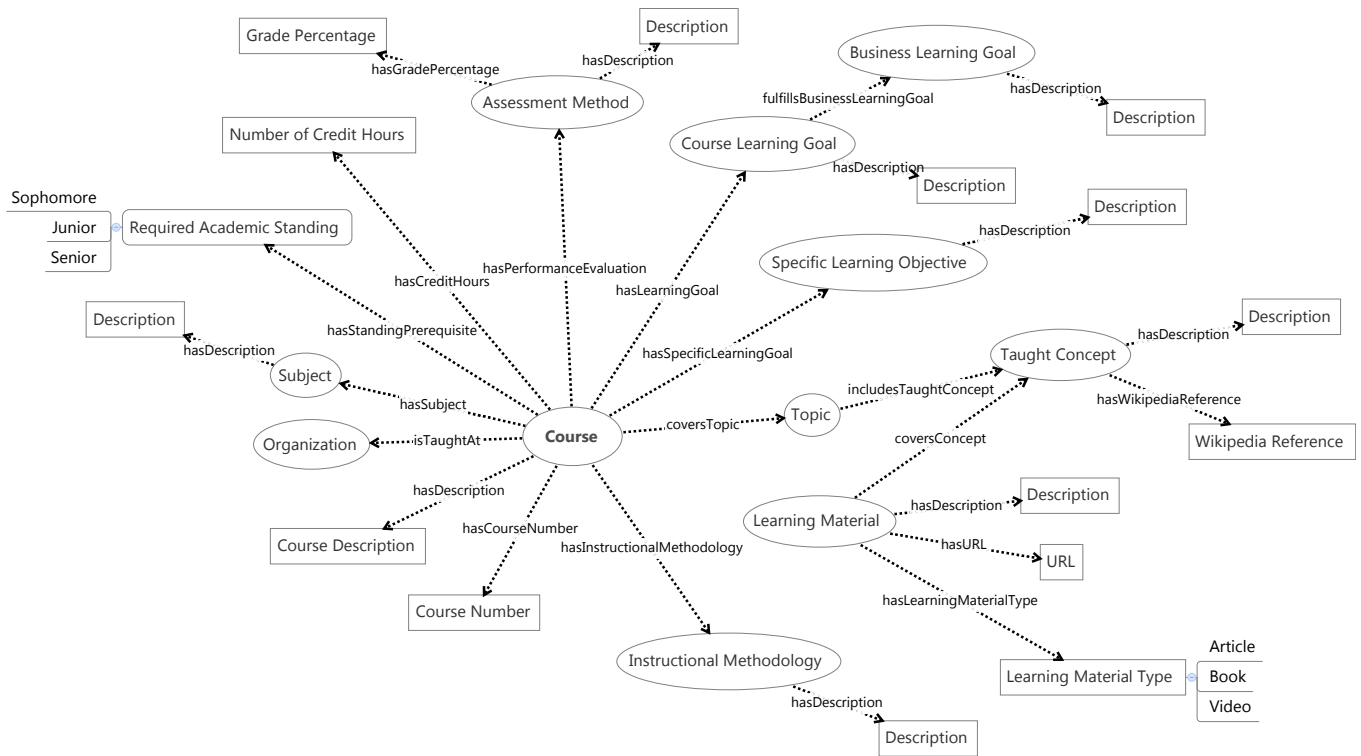 Grade Percentage
Description
Business Learning Goal
hasGradePercentage
hasDescription
Assessment Method
fulfillsBusinessLearningGoal
hasDescription
Description
Number of Credit Hours
Course Learning Goal
hasDescription
Description
Sophomore
Junior
Senior
Required Academic Standing
Description
hasDescription
Specific Learning Objective
hasPerformanceEvaluation
hasCreditHours
hasLearningGoal
Description
hasStandingPrerequisite
hasDescription
Subject
hasSpecificLearningGoal
Description
hasDescription
Taught Concept
includesTaughtConcept
hasSubject
Topic
coversTopic
hasWikipediaReference
Organization
isTaughtAt
Course
coversConcept
Wikipedia Reference
hasDescription
Course Description
hasCourseNumber
hasInstructionalMethodology
Learning Material
hasDescription
Description
hasURL
URL
Course Number
hasLearningMaterialType
Instructional Methodology
Learning Material Type
Article
Book
Video
hasDescription
Description